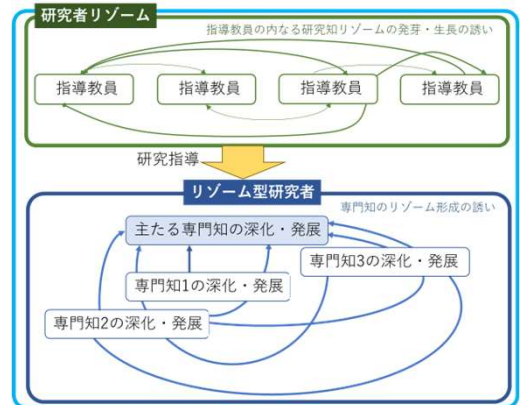 研究者リゾーム
指導教員の内なる研究知リゾームの発芽・生長の誘い
指導教員
指導教員
指導教員
指導教員
研究指導
リゾーム型研究者
専門知のリゾーム形成の誘い
主たる専門知の深化・発展
専門知3の深化・発展
専門知1の深化・発展
専門知2の深化・発展